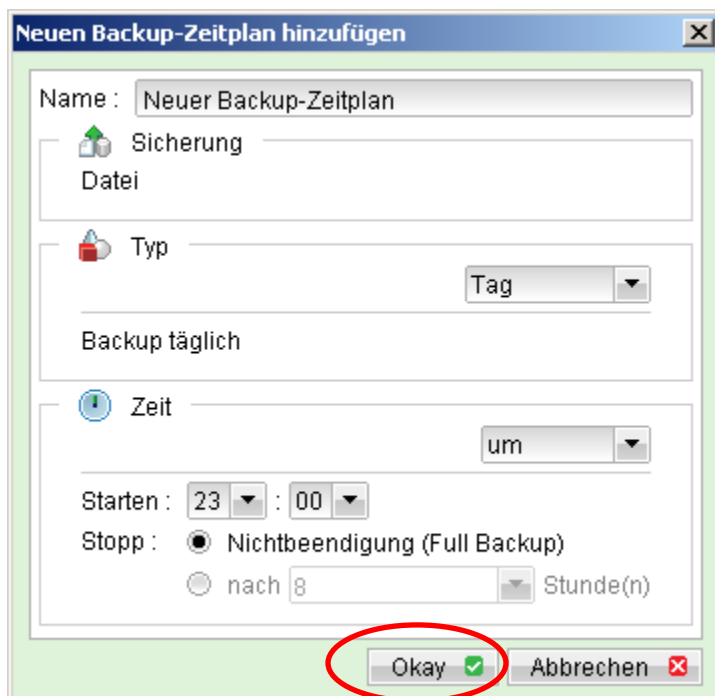 Neuen Backup-Zeitplan hinzufügen
Name : Neuer Backup-Zeitplan
Sicherung
Datei
Typ
Tag
Backup täglich
Zeit
um
Starten : 23 : 00
Stopp : Nichtbeendigung (Full Backup)
nach 8 Stunde(n)
Okay Abbrechen